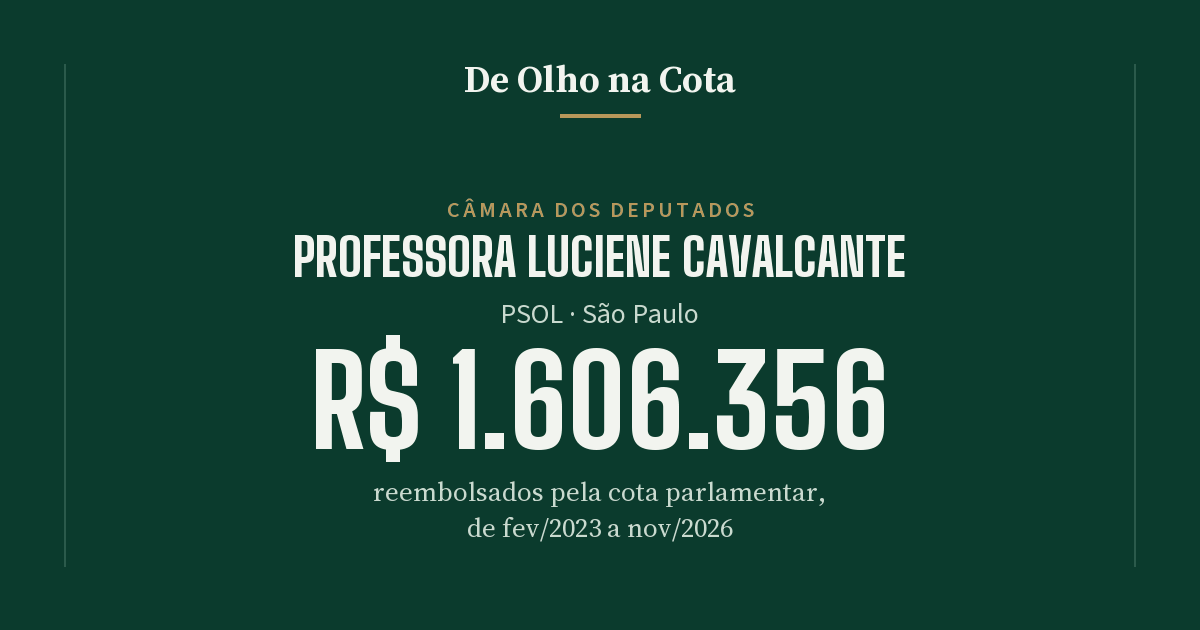 De Olho na Cota
CÂMARA DOS DEPUTADOS
PROFESSORA LUCIENE CAVALCANTE
PSOL · São Paulo
R$ 1.606.356
reembolsados pela cota parlamentar,
de fev/2023 a nov/2026